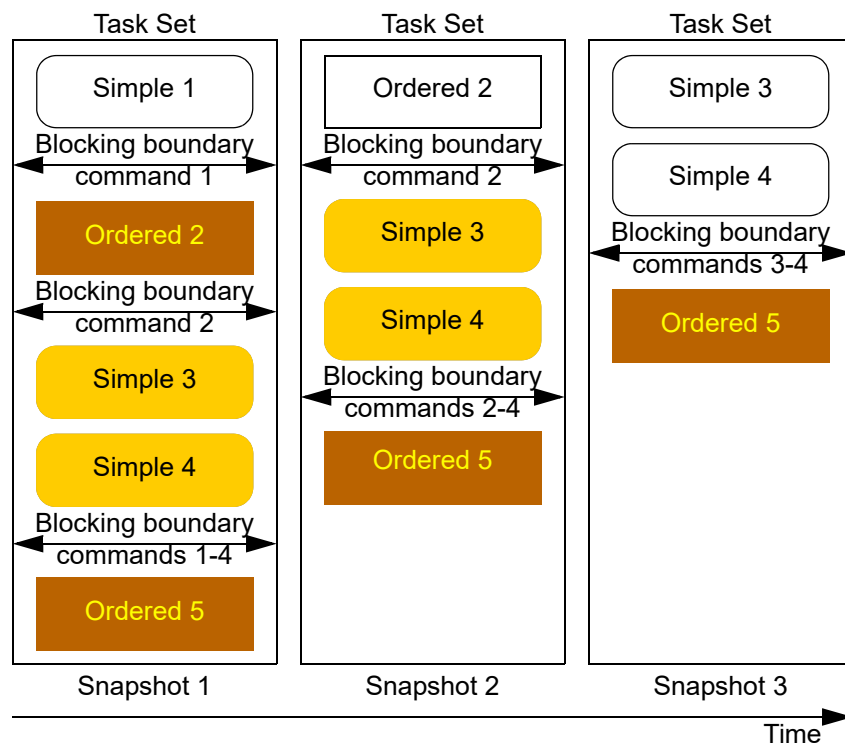 Task Set
Simple 1
Blocking boundary
command 1
Ordered 2
Blocking boundary
command 2
Simple 3
Simple 4
Blocking boundary
commands 1-4
Ordered 5
Snapshot 1
Task Set
Ordered 2
Blocking boundary
command 2
Simple 3
Simple 4
Blocking boundary
commands 2-4
Ordered 5
Snapshot 2
Task Set
Simple 3
Simple 4
Blocking boundary
commands 3-4
Ordered 5
Snapshot 3
Time